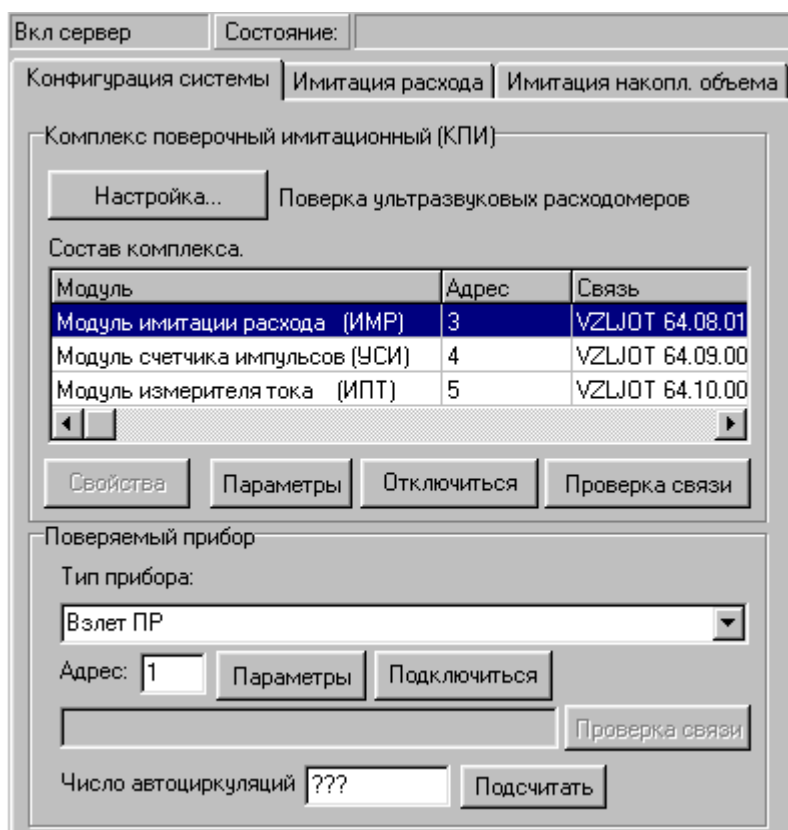 Вкл сервер Состояние:
Конфигурация системы Имитация расхода Имитация накопл. объема
Комплекс поверочный имитационный (КПИ)
Настройка... Поверка ультразвуковых расходомеров
Состав комплекса.
Модуль Адрес Связь
Модуль имитации расхода (ИМР) 3 VZLJOT 64.08.01
Модуль счетчика импульсов (УСИ) 4 VZLJOT 64.09.00
Модуль измерителя тока (ИПТ) 5 VZLJOT 64.10.00
Свойства Параметры Отключиться Проверка связи
Поверяемый прибор
Тип прибора:
Взлет ПР
Адрес: 1 Параметры Подключиться
Проверка связи
Число автоциркуляций ??? Подсчитать